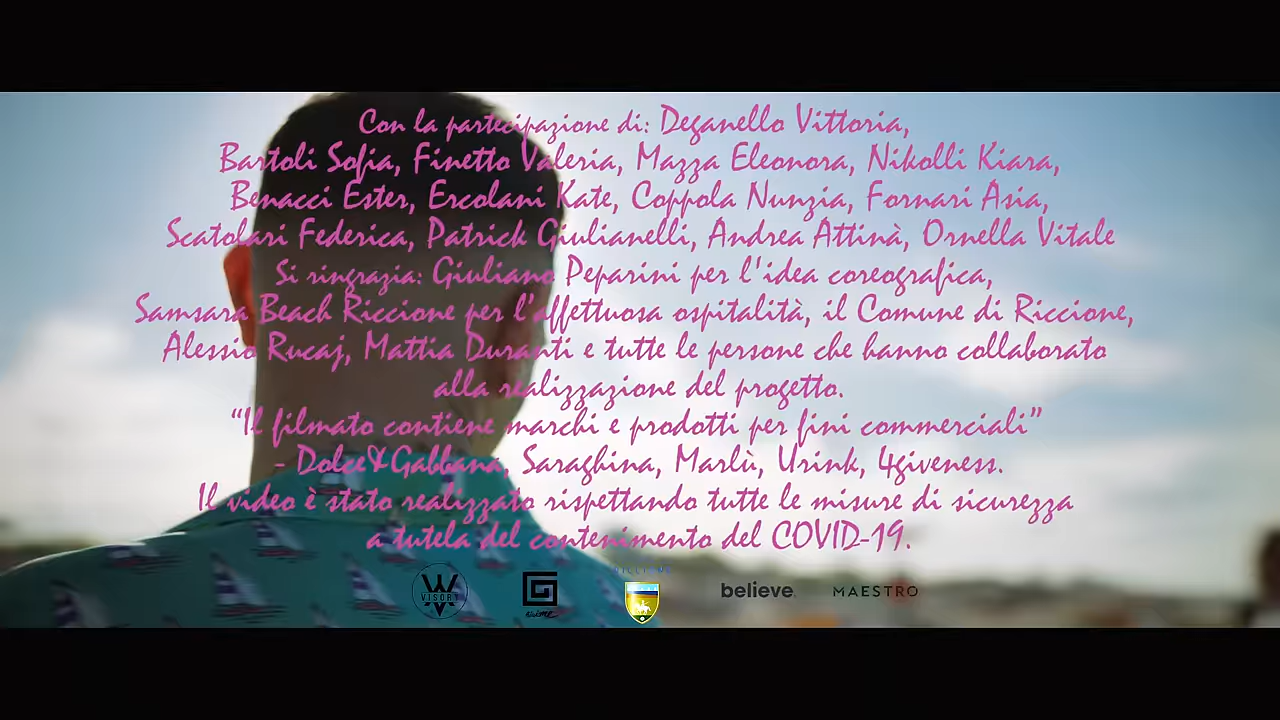 Con la partecipazione di: Deganello Vittoria,
Bartoli Sofia, Finetto Valeria, Mazza Eleonora, Nikolli Kiara,
Benacci Ester, Ercolani Kate, Coppola Nunzia, Fornari Asia,
Scatolari Federica, Patrick Giulianelli, Andrea Attinà, Ornella Vitale
Si ringrazia: Giuliano Peparini per l'idea coreografica,
Samsara Beach Riccione per l'affettuosa ospitalità, il Comune di Riccione,
Alessio Rucaj, Mattia Duranti e tutte le persone che hanno collaborato
alla realizzazione del progetto.
“Il filmato contiene marchi e prodotti per fini commerciali”
- Dolce&Gabbana, Saraghina, Marlù, Urink, 4giveness.
Il video è stato realizzato rispettando tutte le misure di sicurezza
a tutela del contenimento del COVID-19.
VISORY
believe.
MAESTRO